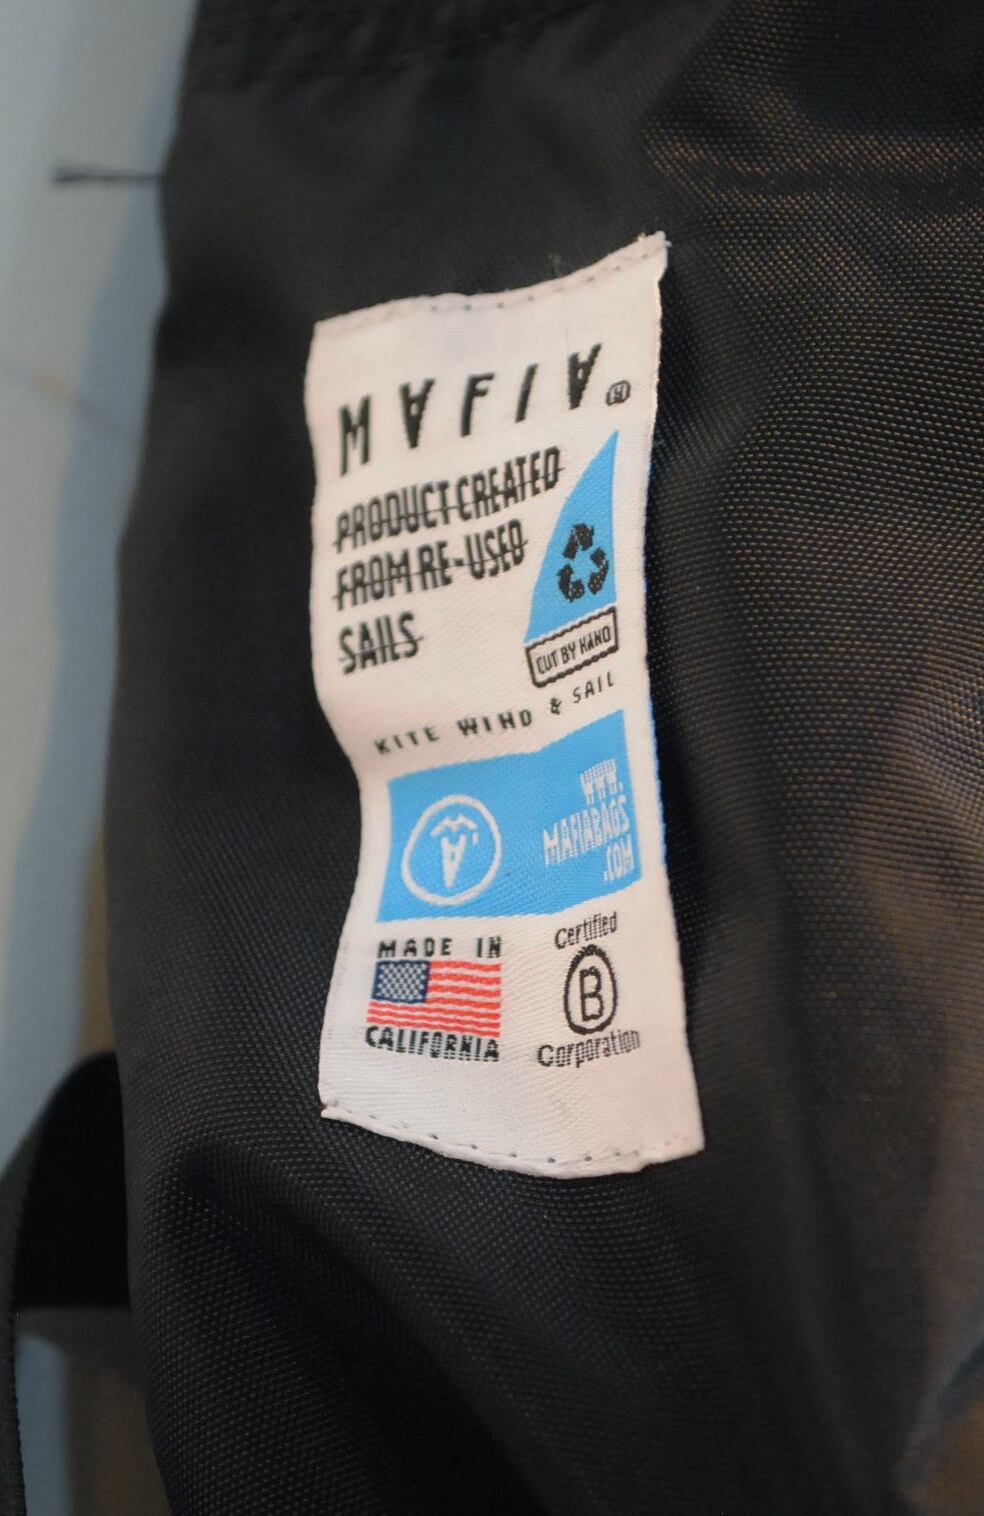 MAFIA®
PRODUCT CREATED
FROM RE-USED
SAILS
CUT BY HAND
KITE WIND & SAIL
WWW.
MAFIABAGS
.COM
MADE IN
CALIFORNIA
Certified
B
Corporation